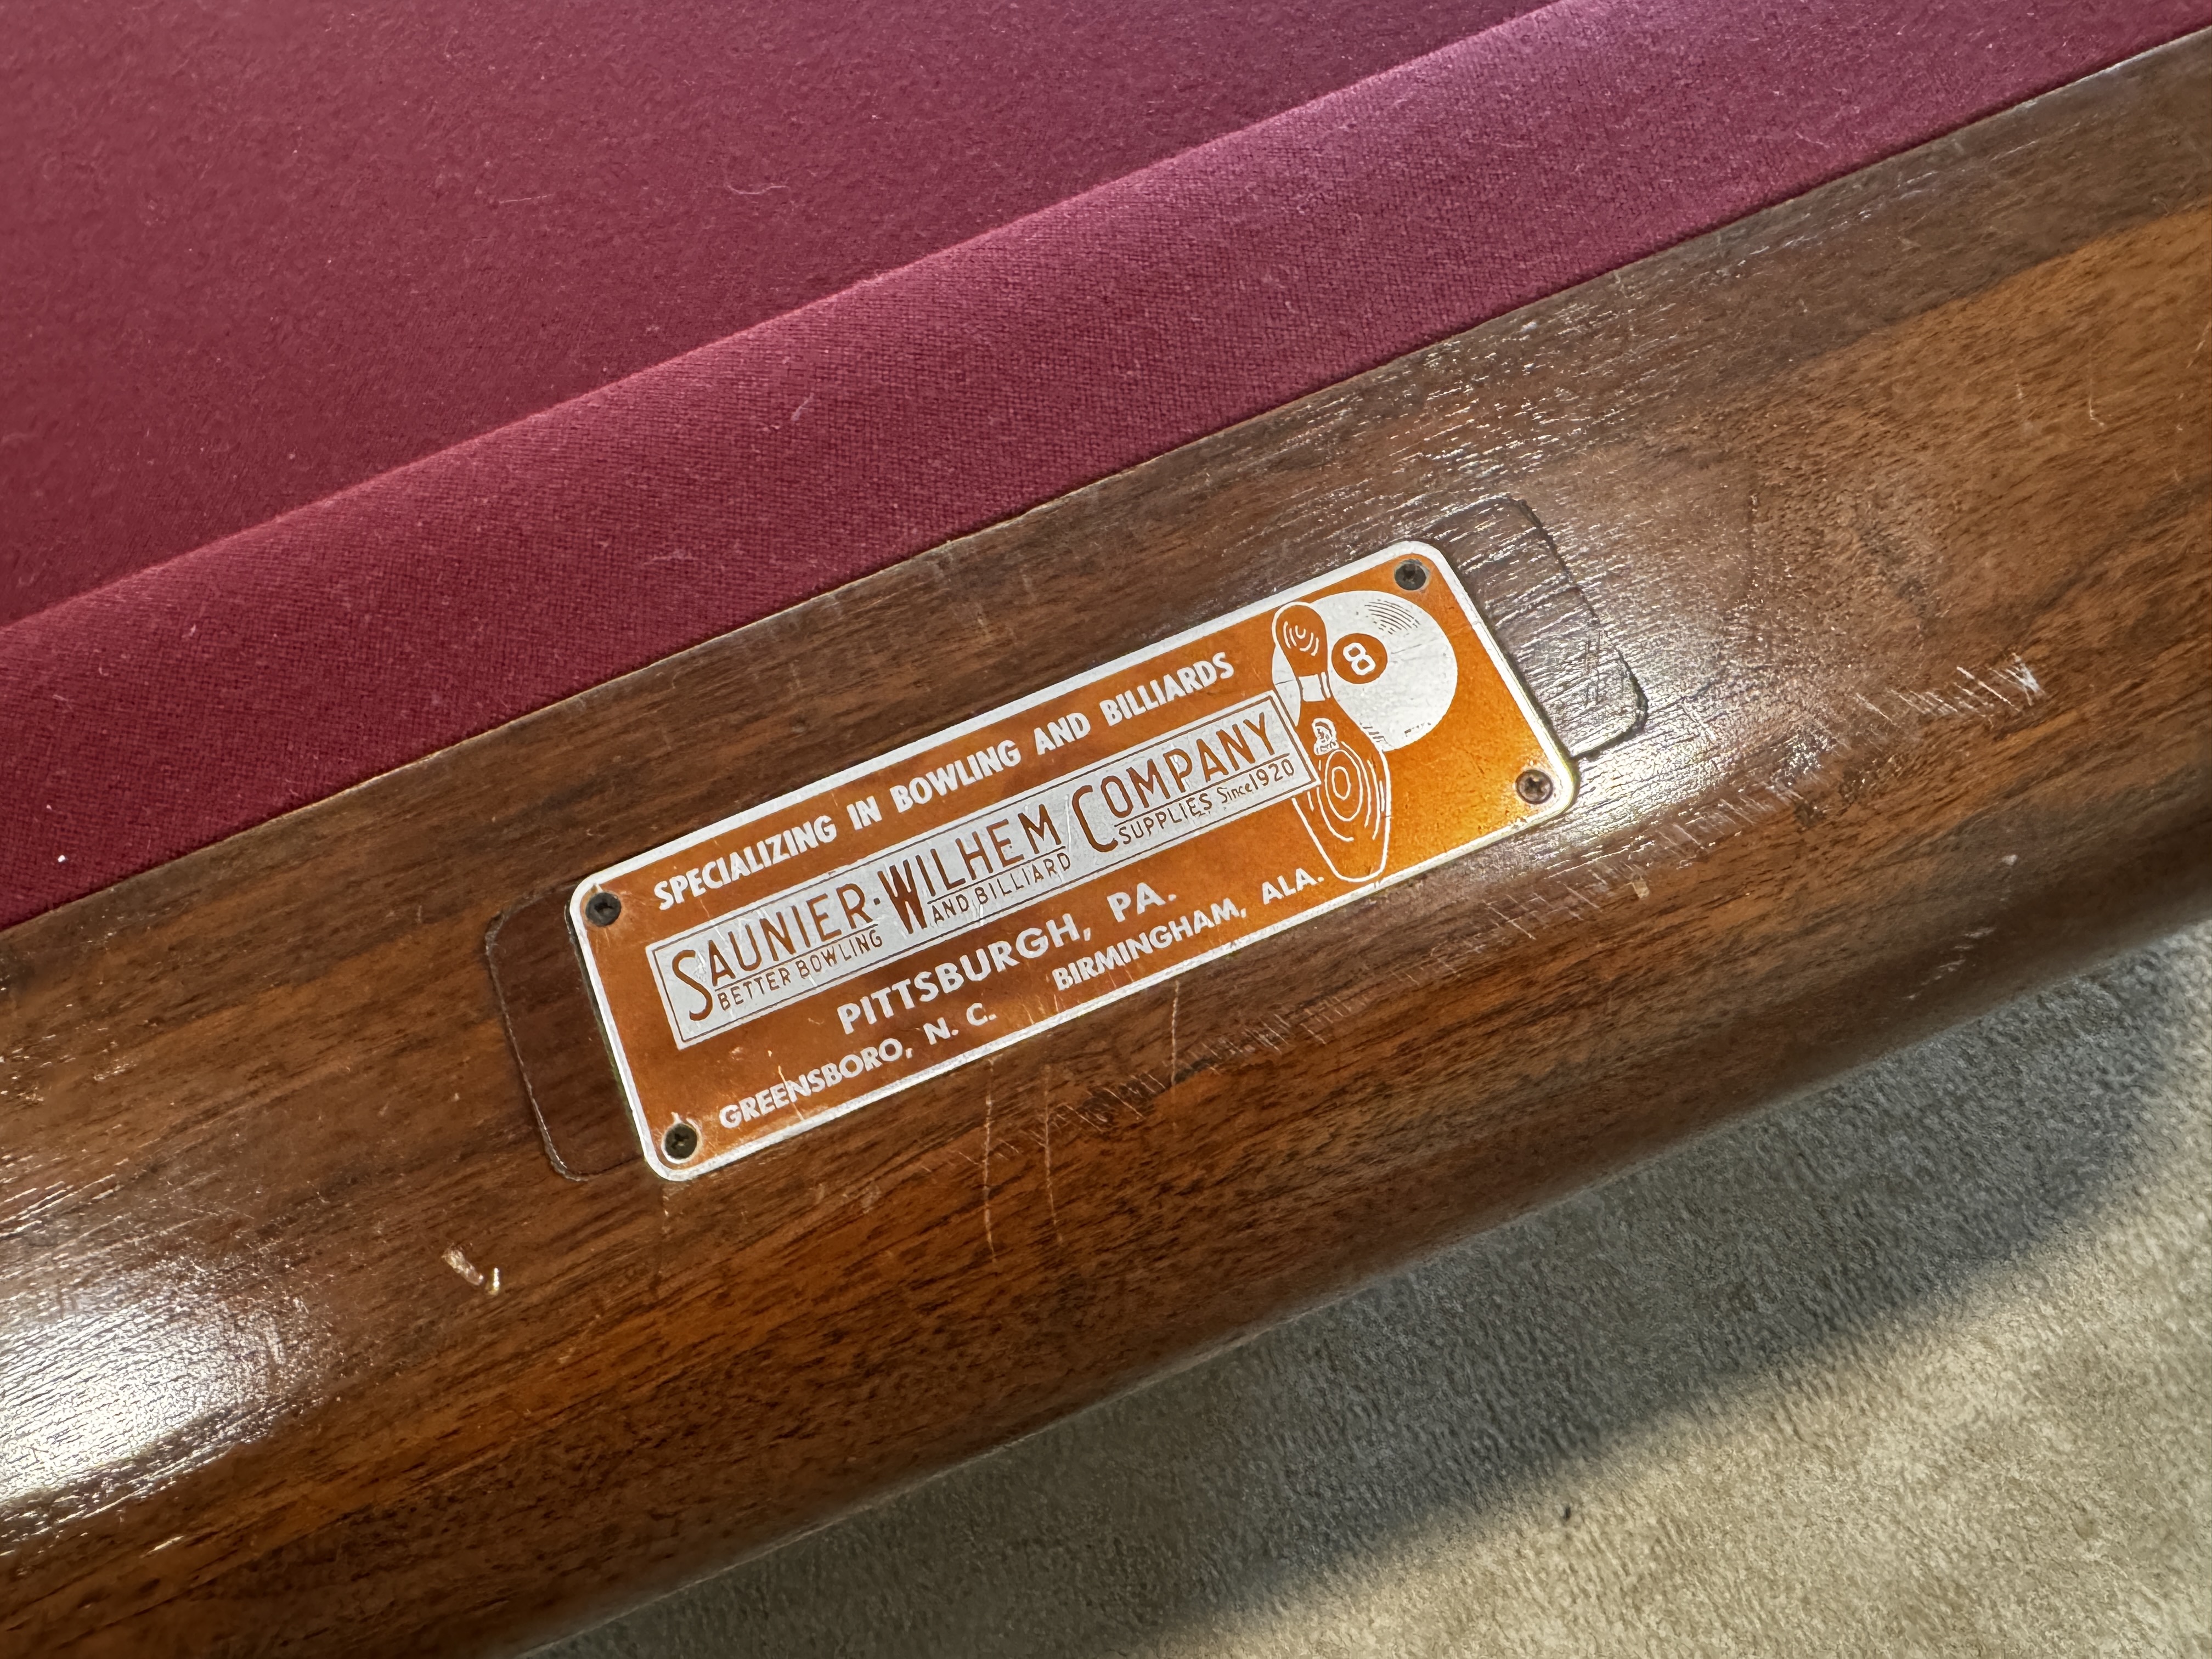 SPECIALIZING IN BOWLING AND BILLIARDS
8
SAUNIER·WILHEM COMPANY
BETTER BOWLING AND BILLIARD SUPPLIES Since 1920
PITTSBURGH, PA.
GREENSBORO, N. C. BIRMINGHAM, ALA.